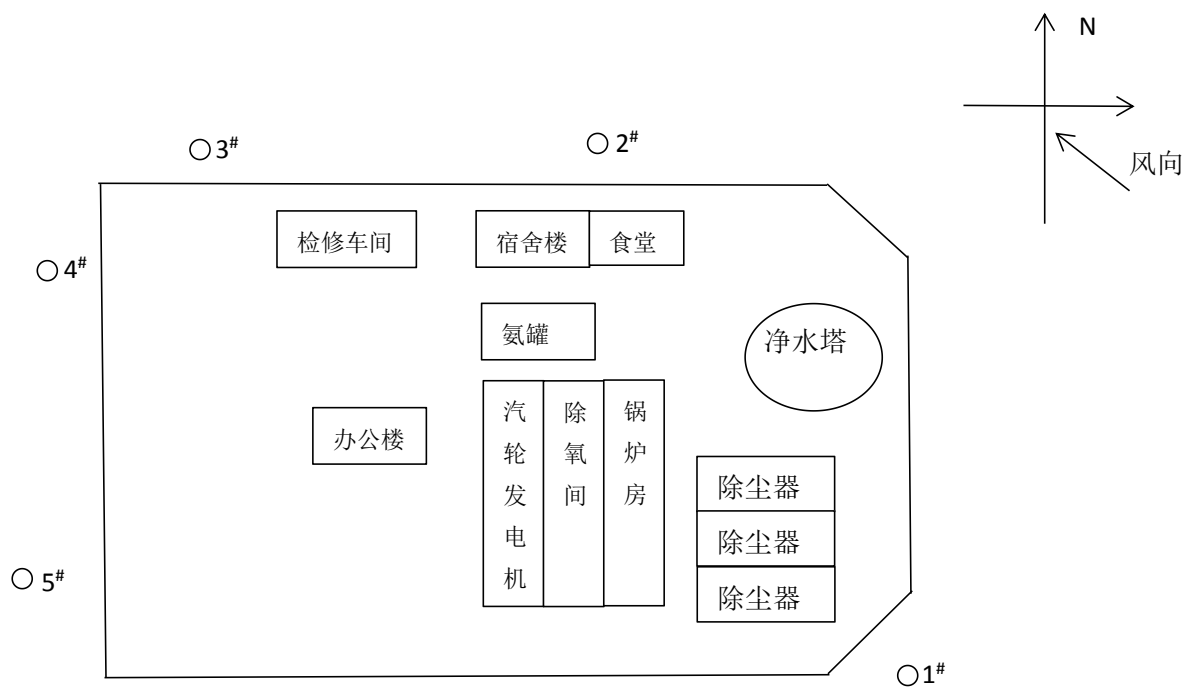 N
风向
○3#
○2#
检修车间
宿舍楼
食堂
○4#
氨罐
净水塔
汽轮发电机
除氧间
锅炉房
办公楼
除尘器
除尘器
除尘器
○5#
○1#